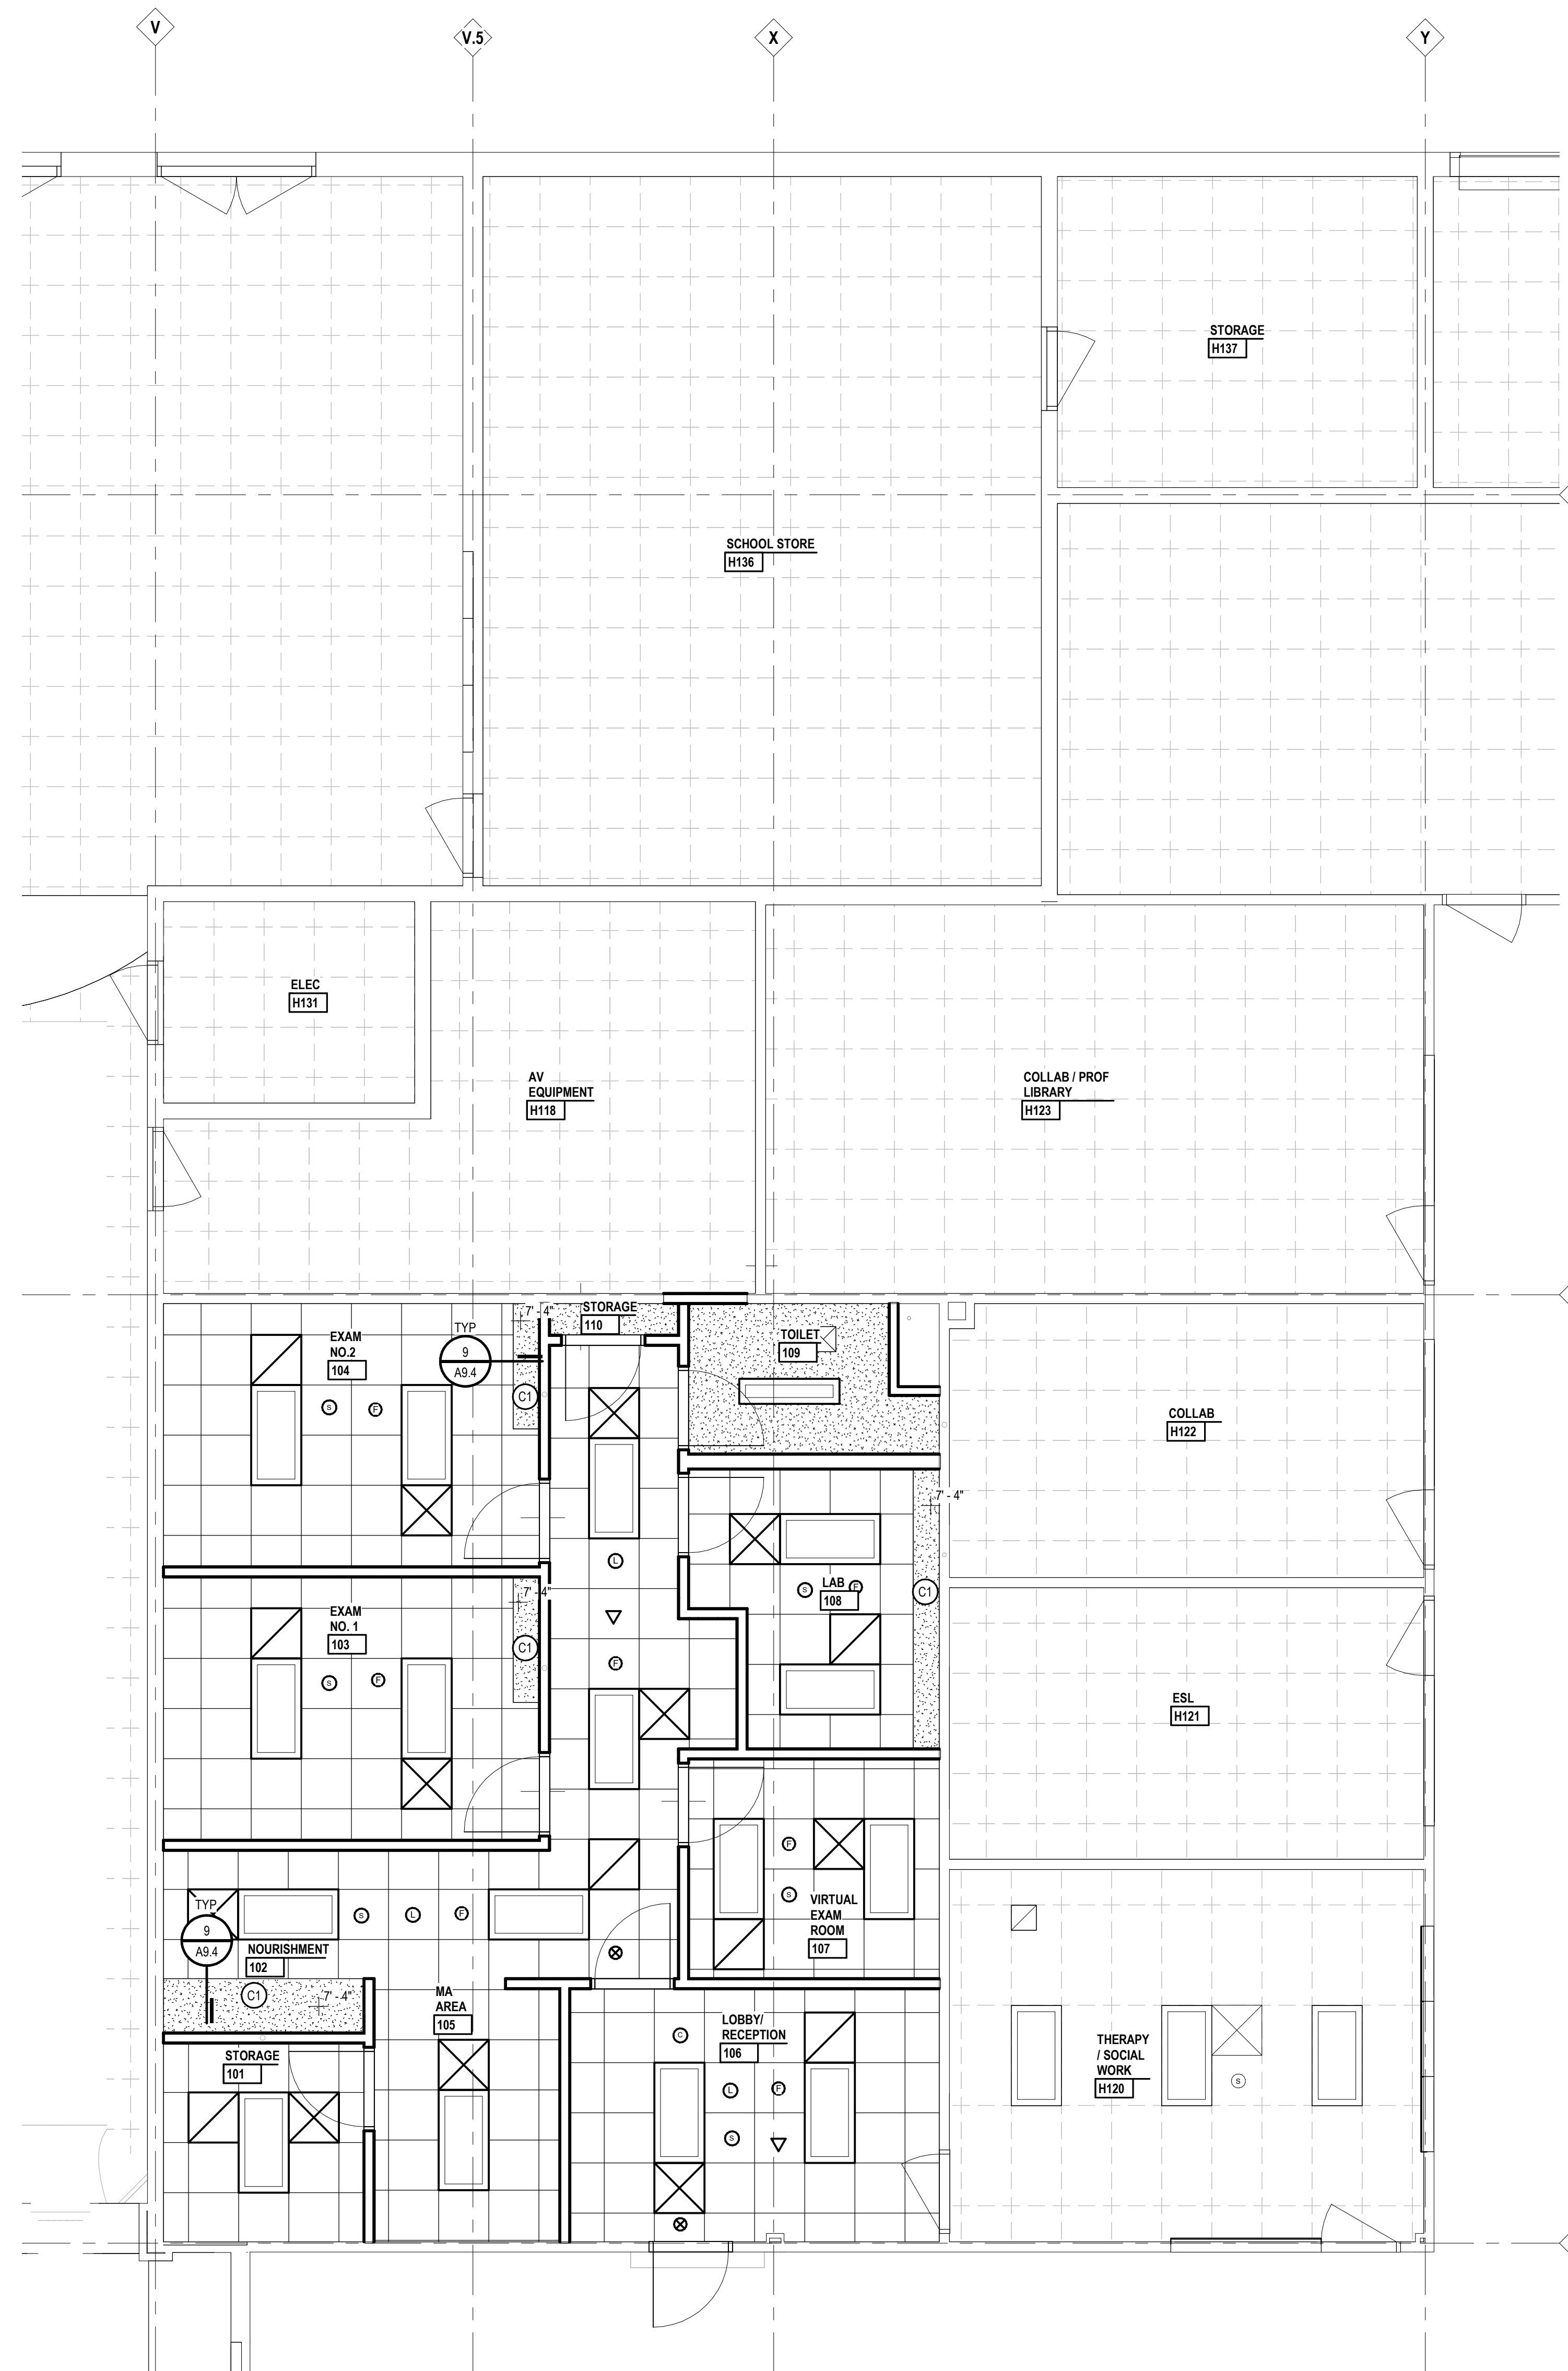 V
V.5
X
Y
STORAGE
H137
SCHOOL STORE
H136
ELEC
H131
AV
EQUIPMENT
H118
COLLAB / PROF
LIBRARY
H123
7' - 4"
STORAGE
110
TYP
9
A9.4
EXAM
NO.2
104
TOILET
109
S
F
C1
COLLAB
H122
7' - 4"
L
7' - 4"
S
LAB
F
108
C1
EXAM
NO. 1
103
C1
F
S
F
ESL
H121
F
S
VIRTUAL
EXAM
ROOM
107
TYP
9
A9.4
S
L
F
NOURISHMENT
102
C1
7' - 4"
MA
AREA
105
C
LOBBY/
RECEPTION
106
L
F
S
STORAGE
101
THERAPY
/ SOCIAL
WORK
H120
S